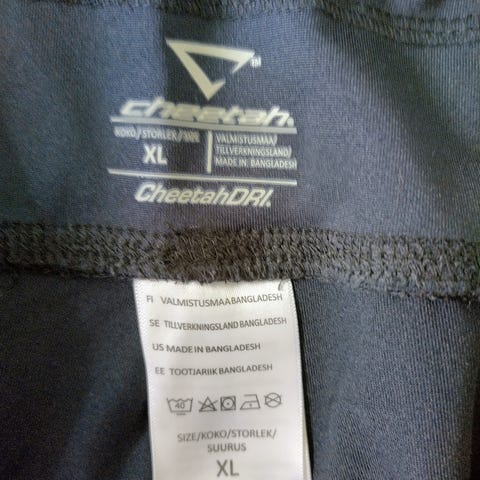 TM
cheetah.
KOKO/STORLEK/SIZE
XL
VALMISTUSMAA/
TILLVERKNINGSLAND/
MADE IN BANGLADESH
CheetahDRI.
FI VALMISTUSMAA BANGLADESH
SE TILLVERKNINGSLAND BANGLADESH
US MADE IN BANGLADESH
EE TOOTJARIIK BANGLADESH
40
SIZE/KOKO/STORLEK/
SUURUS
XL